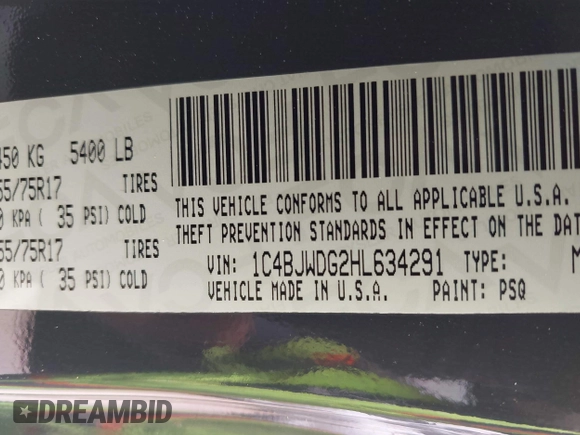 450 KG 5400 LB
55/75R17 TIRES
0 KPA ( 35 PSI) COLD
55/75R17 TIRES
0 KPA ( 35 PSI) COLD
THIS VEHICLE CONFORMS TO ALL APPLICABLE U.S.A.
THEFT PREVENTION STANDARDS IN EFFECT ON THE DAT
VIN: 1C4BJWDG2HL634291 TYPE: M
VEHICLE MADE IN U.S.A. PAINT: PSQ
DREAMBID